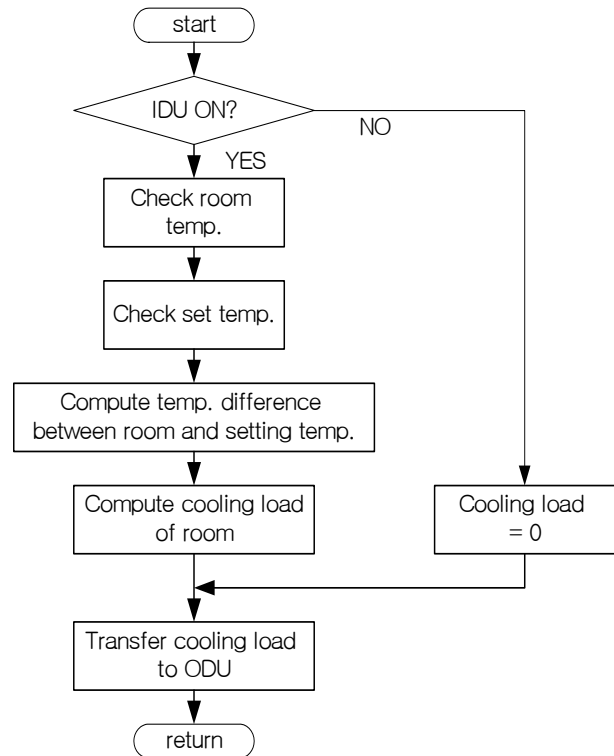 start
IDU ON?
NO
YES
Check room
temp.
Check set temp.
Compute temp. difference
between room and setting temp.
Compute cooling load
of room
Cooling load
= 0
Transfer cooling load
to ODU
return